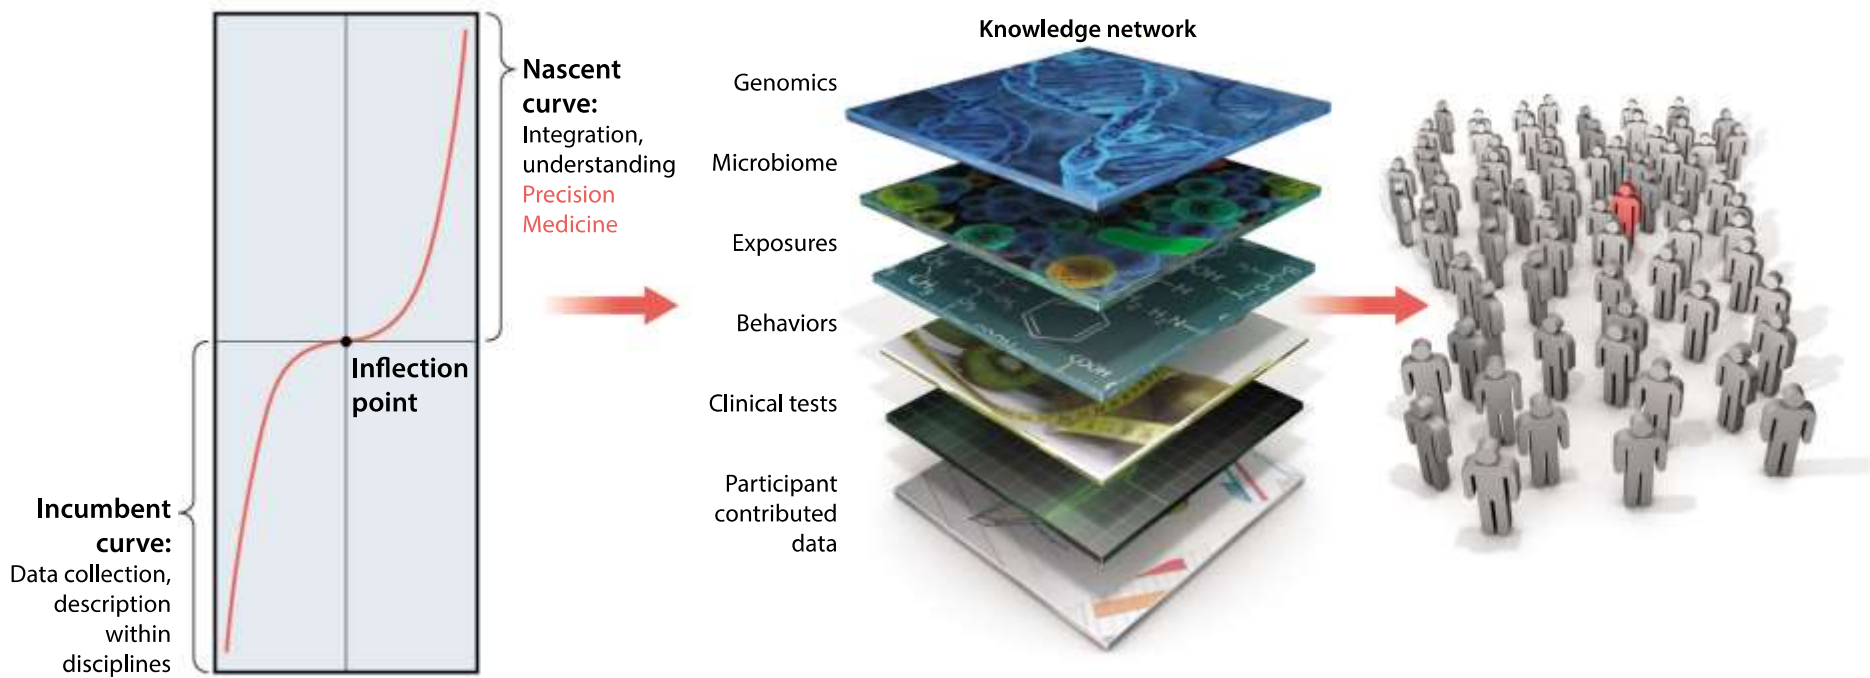 Nascent
curve:
Integration,
understanding
Precision
Medicine
Inflection
point
Incumbent
curve:
Data collection,
description
within
disciplines
Knowledge network
Genomics
Microbiome
Exposures
Behaviors
Clinical tests
Participant
contributed
data